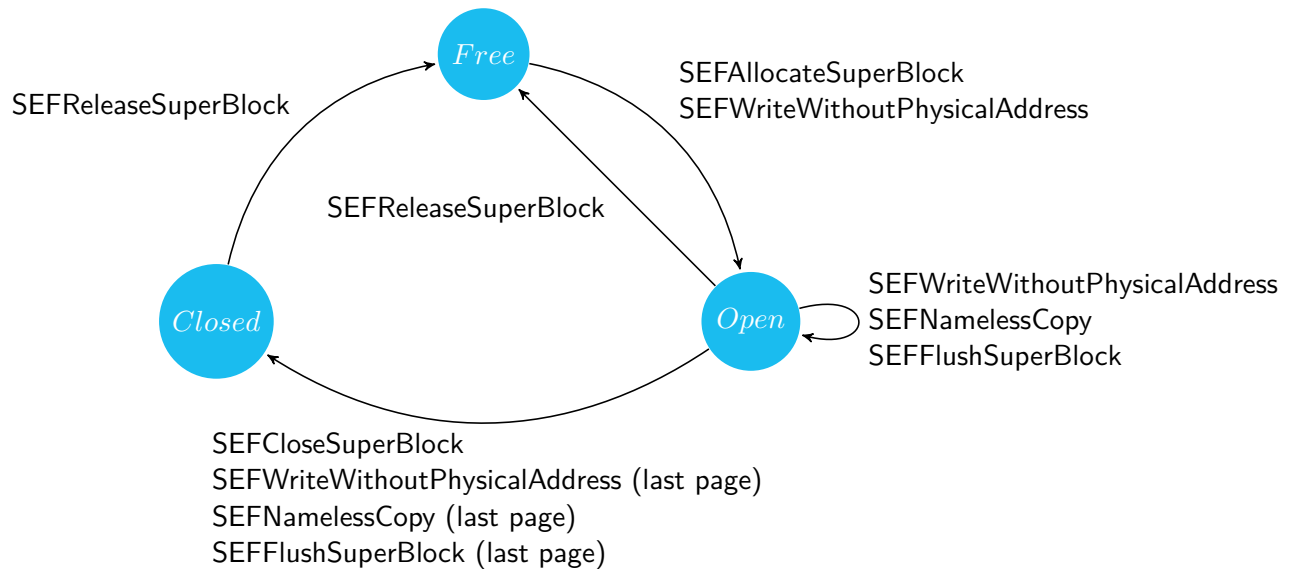 Free
SEFAllocateSuperBlock
SEFWriteWithoutPhysicalAddress
SEFReleaseSuperBlock
SEFReleaseSuperBlock
Closed
Open
SEFWriteWithoutPhysicalAddress
SEFNamelessCopy
SEFFlushSuperBlock
SEFCloseSuperBlock
SEFWriteWithoutPhysicalAddress (last page)
SEFNamelessCopy (last page)
SEFFlushSuperBlock (last page)